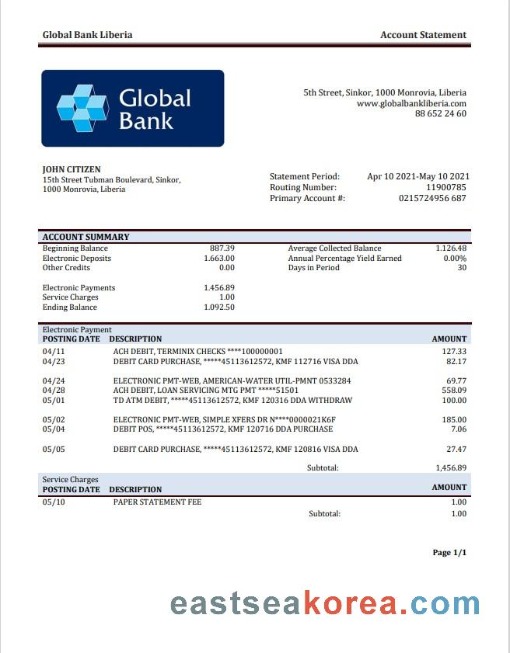 Global Bank Liberia Account Statement
Global
Bank
5th Street, Sinkor, 1000 Monrovia, Liberia
www.globalbankliberia.com
88 652 24 60
JOHN CITIZEN
15th Street Tubman Boulevard, Sinkor,
1000 Monrovia, Liberia
Statement Period: Apr 10 2021-May 10 2021
Routing Number: 11900785
Primary Account #: 0215724956 687
ACCOUNT SUMMARY
Beginning Balance 887.39 Average Collected Balance 1.126.48
Electronic Deposits 1.663.00 Annual Percentage Yield Earned 0.00%
Other Credits 0.00 Days in Period 30
Electronic Payments 1.456.89
Service Charges 1.00
Ending Balance 1.092.50
Electronic Payment
POSTING DATE DESCRIPTION AMOUNT
04/11 ACH DEBIT, TERMINIX CHECKS ****100000001 127.33
04/23 DEBIT CARD PURCHASE, *****45113612572, KMF 112716 VISA DDA 82.17
04/24 ELECTRONIC PMT-WEB, AMERICAN-WATER UTIL-PMNT 0533284 69.77
04/28 ACH DEBIT, LOAN SERVICING MTG PMT *****51501 558.09
05/01 TD ATM DEBIT, *****45113612572, KMF 120316 DDA WITHDRAW 100.00
05/02 ELECTRONIC PMT-WEB, SIMPLE XFERS DR N****0000021K6F 185.00
05/04 DEBIT POS, *****45113612572, KMF 120716 DDA PURCHASE 7.06
05/05 DEBIT CARD PURCHASE, *****45113612572, KMF 120816 VISA DDA 27.47
Subtotal: 1,456.89
Service Charges
POSTING DATE DESCRIPTION AMOUNT
05/10 PAPER STATEMENT FEE 1.00
Subtotal: 1.00
Page 1/1
eastseakorea.com